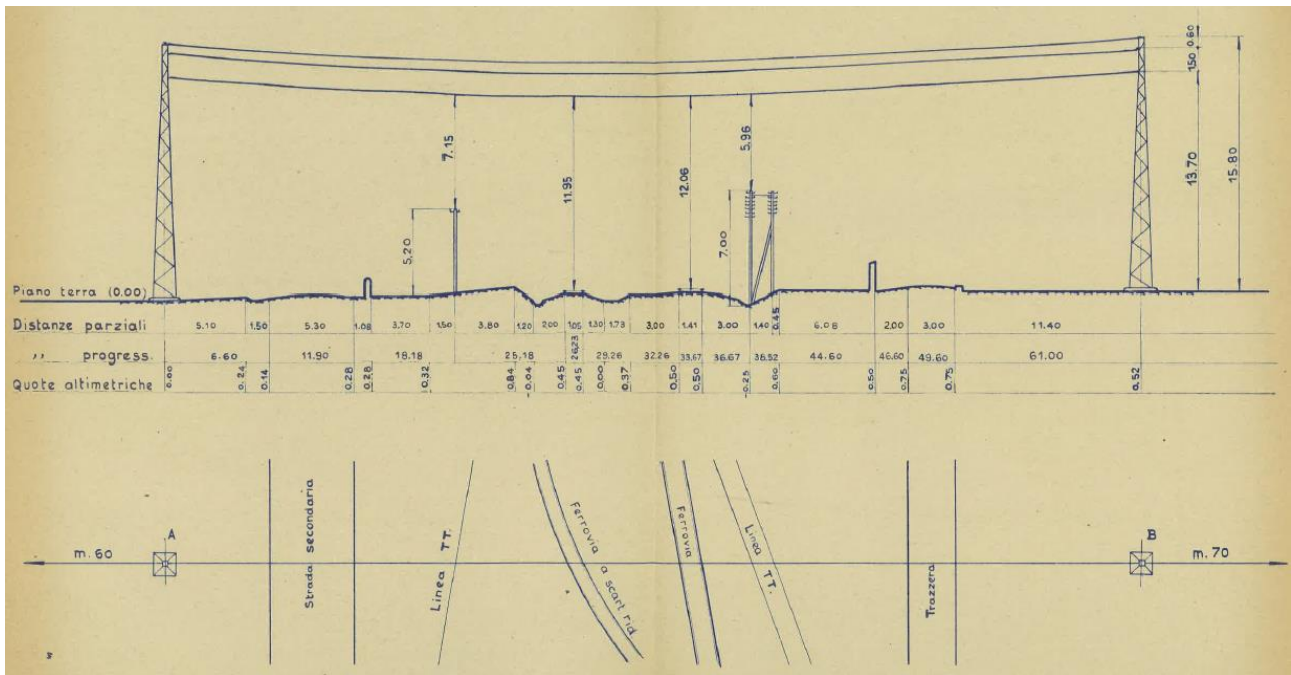 0.60
1.50
7.15
5.96
13.70
15.80
11.95
12.06
5,20
7.00
Piano terra (0.00)
Distanze parziali 5.10 1.50 5.30 1.08 3.70 1.50 3.80 1.20 2.00 1.05 1.30 1.73 3.00 1.41 3.00 1.40 0.45 6.08 2.00 3.00 11.40
,, progress. 6.60 11.90 18.18 25,18 26,23 29.26 32.26 33,67 36.67 38,52 44.60 46.60 49.60 61.00
Quote altimetriche 0.00 0.24 0.14 0.28 0.28 0.32 0.84 -0.04 0.45 0.45 0.00 0.37 0.50 0.50 -0.25 0.60 0.50 0.75 0.75 0.52
m. 60
A
Strada secondaria
Linea TT.
Ferrovia a scart rid
Ferrovia
Linea TT.
Trazzera
B
m. 70